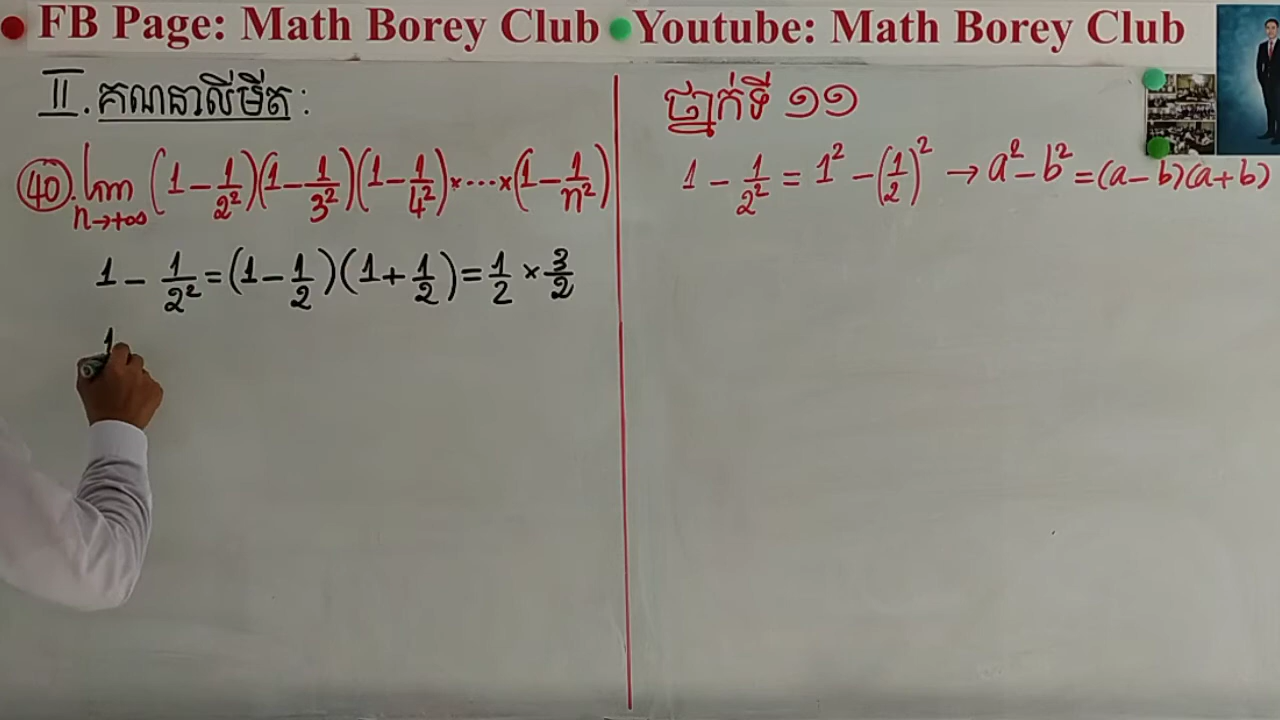 FB Page: Math Borey Club Youtube: Math Borey Club
II. គណនាលីមីត :
40. lim n→+∞ (1 - 1/2²)(1 - 1/3²)(1 - 1/4²)×....×(1 - 1/n²)
1 - 1/2² = (1 - 1/2)(1 + 1/2) = 1/2 × 3/2
1
ថ្នាក់ទី ១១
1 - 1/2² = 1² - (1/2)² → a² - b² = (a - b)(a + b)